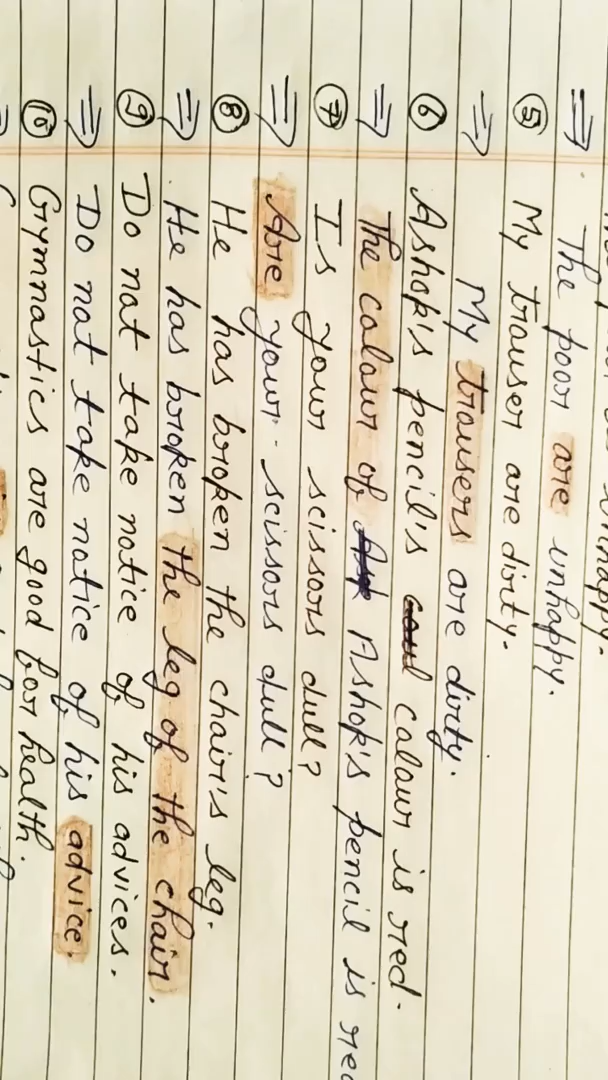 unhappy.
⇒ The poor are unhappy.
⑤ My trouser are dirty.
⇒ My trousers are dirty.
⑥ Ashok's pencil's colour is red.
⇒ The colour of Ashok's pencil is red
⑦ Is your scissors dull?
⇒ Are your scissors dull?
⑧ He has broken the chair's leg.
⇒ He has broken the leg of the chair.
⑨ Do not take notice of his advices.
⇒ Do not take notice of his advice.
⑩ Gymnastics are good for health.